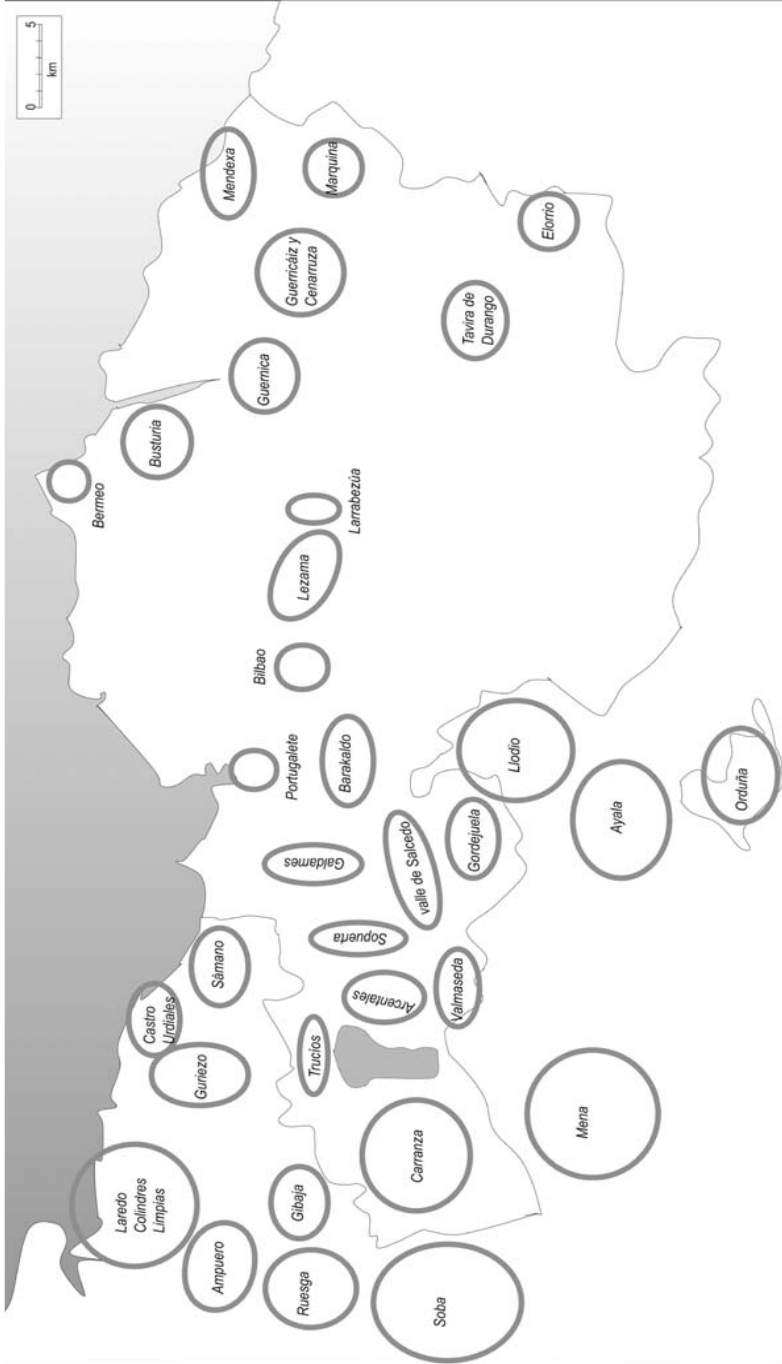 0 5
km
Bermeo
Mendexa
Busturia
Laredo
Colindres
Limpias
Castro
Urdiales
Sámano
Guriezo
Ampuero
Portugalete
Guernica
Guerricáiz y
Cenarruza
Marquina
Bilbao
Lezama
Larrabezúa
Gibaja
Ruesga
Trucios
Galdames
Barakaldo
Sopuerta
Arcentales
valle de Salcedo
Carranza
Soba
Valmaseda
Gordejuela
Tavira de
Durango
Elorrio
Llodio
Mena
Ayala
Orduña